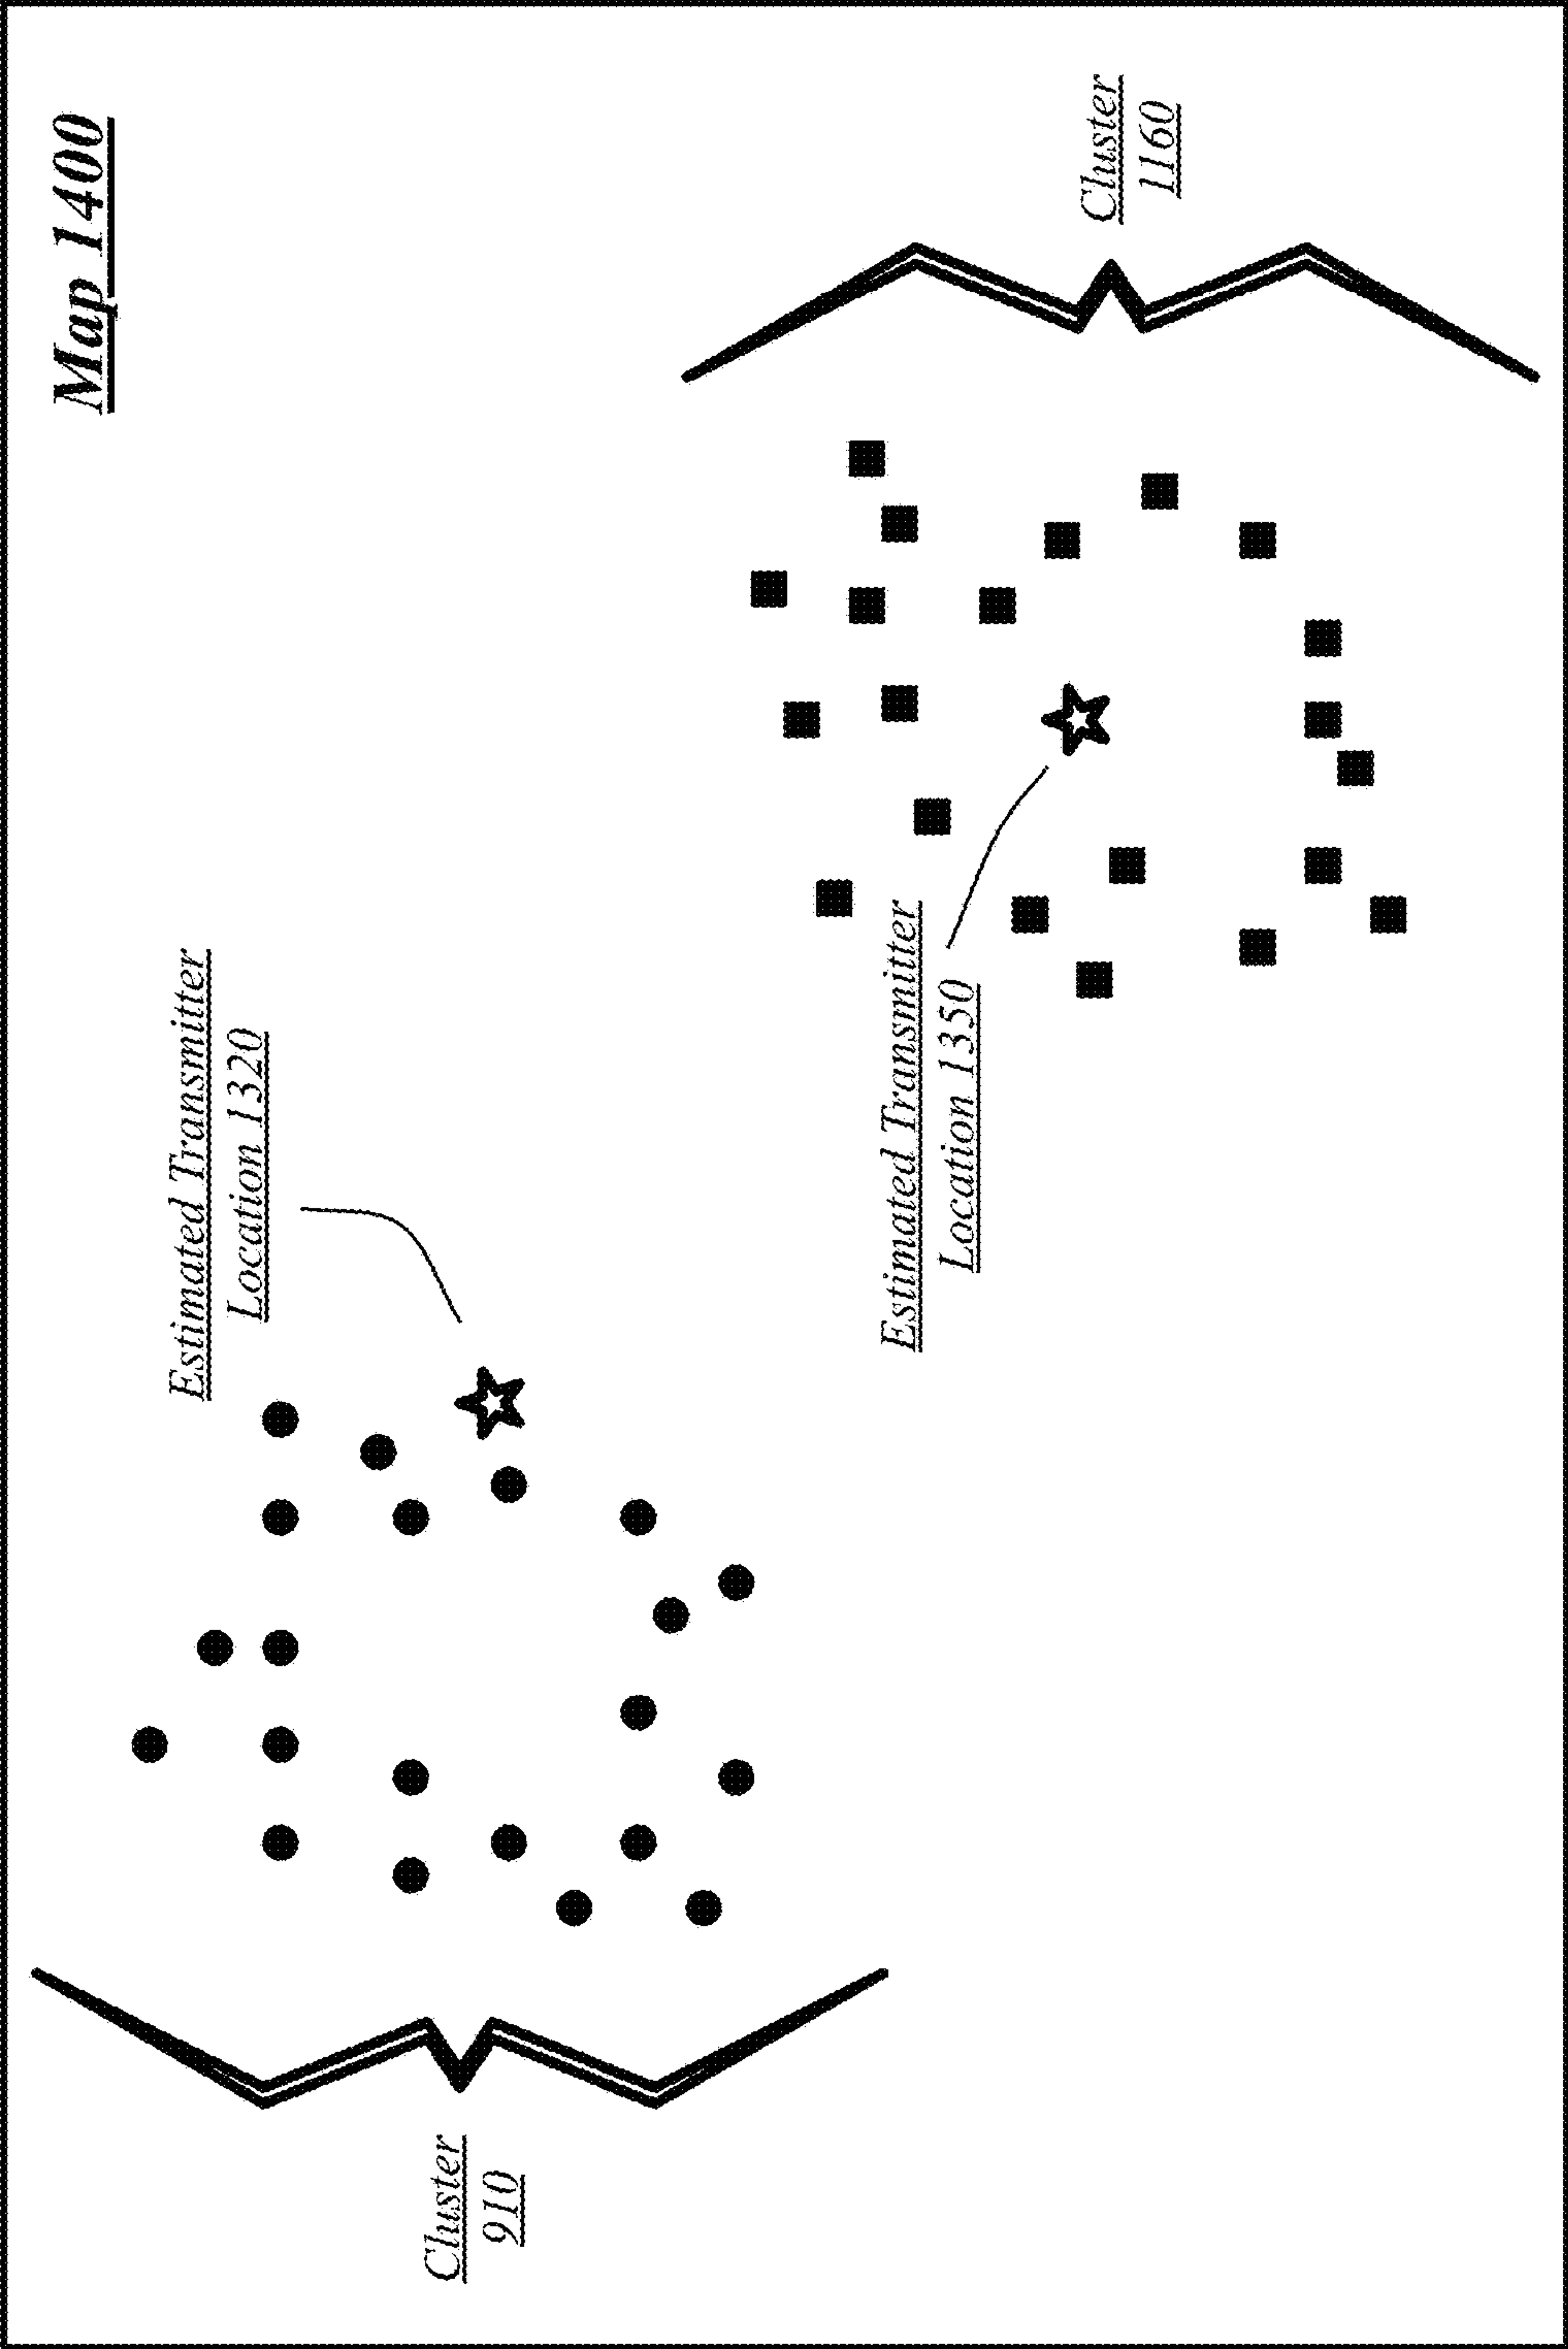 Map 1400
Estimated Transmitter
Location 1320
Cluster
910
Estimated Transmitter
Location 1350
Cluster
1160